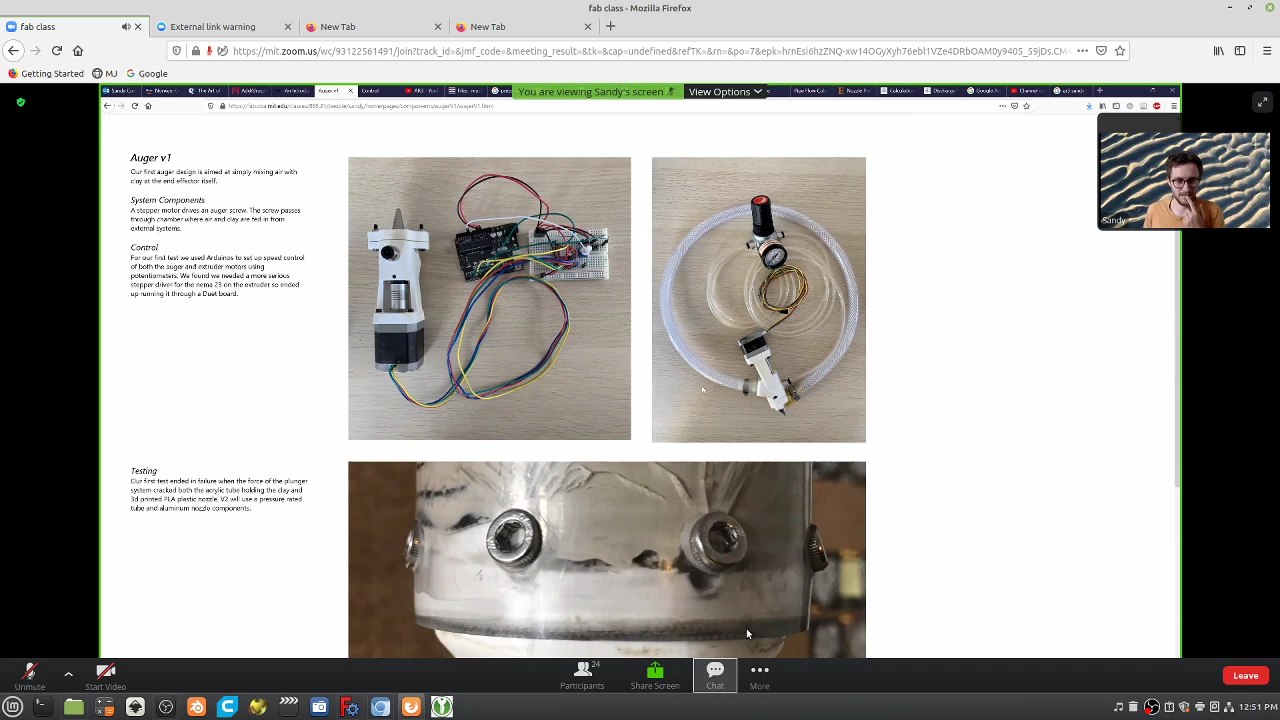 fab class - Mozilla Firefox
fab class
External link warning
New Tab
New Tab
Getting Started
MJ
Google
Auger v1
Control
You are viewing Sandy's screen
View Options
Sandy
Auger v1
Our first auger design is aimed at simply mixing air with
clay at the end effector itself.
System Components
A stepper motor drives an auger screw. The screw passes
through chamber where air and clay are fed in from
external systems.
Control
For our first test we used Arduinos to set up speed control
of both the auger and extruder motors using
potentiometers. We found we needed a more serious
stepper driver for the nema 23 on the extruder so ended
up running it through a Duet board.
Testing
Our first test ended in failure when the force of the plunger
system cracked both the acrylic tube holding the clay and
3d printed PLA plastic nozzle. V2 will use a pressure rated
tube and aluminum nozzle components.
Unmute
Start Video
24
Participants
Share Screen
Chat
More
Leave
12:51 PM